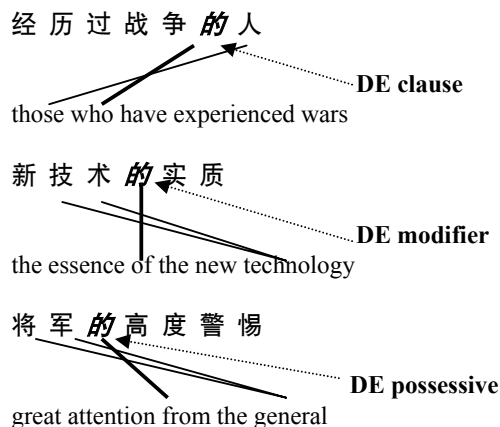 经历过战争的人
DE clause
those who have experienced wars
新技术的实质
DE modifier
the essence of the new technology
将军的高度警惕
DE possessive
great attention from the general